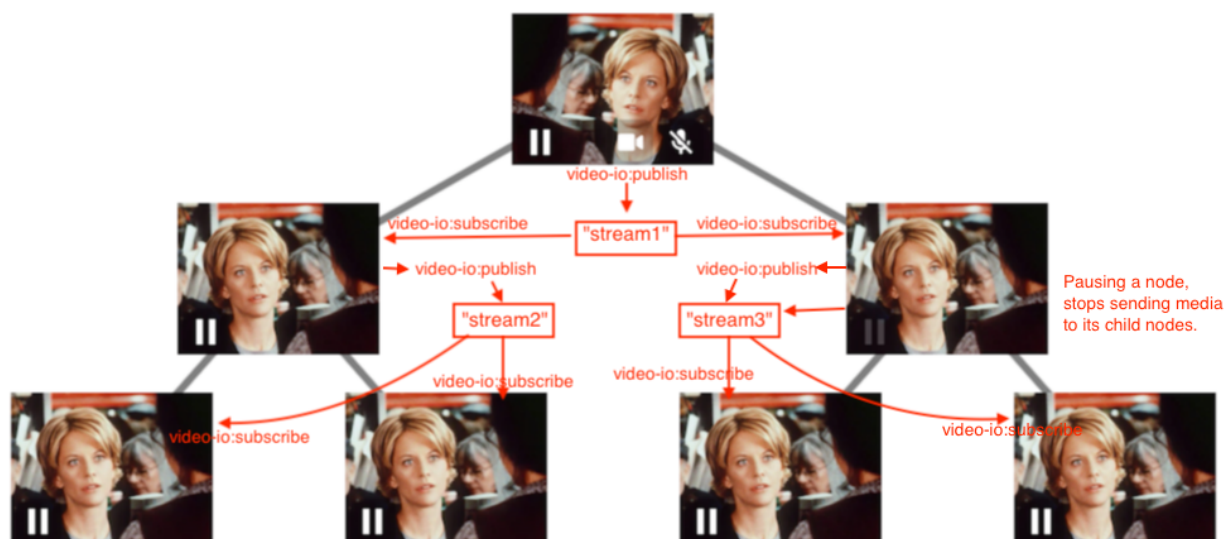 video-io:publish
video-io:subscribe
"stream1"
video-io:subscribe
video-io:publish
video-io:publish
Pausing a node,
stops sending media
to its child nodes.
"stream2"
"stream3"
video-io:subscribe
video-io:subscribe
video-io:subscribe
video-io:subscribe